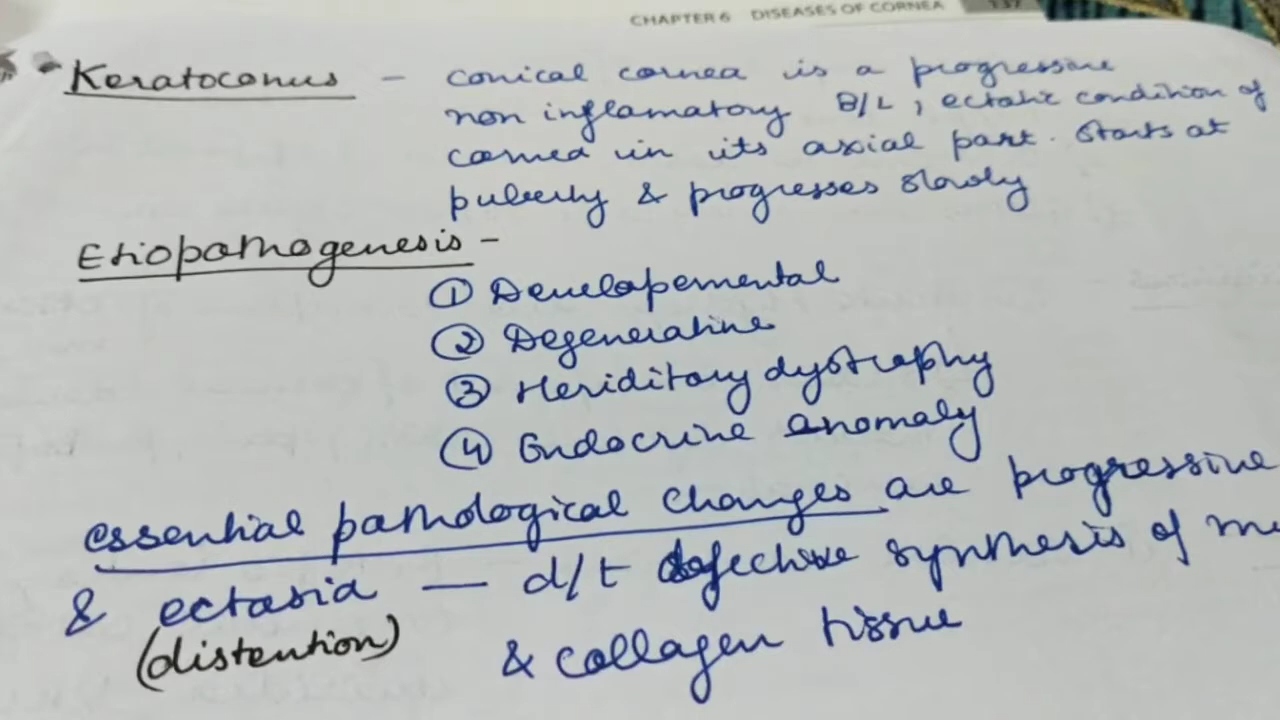 CHAPTER 6 DISEASES OF CORNEA 137
Keratoconus - conical cornea is a progressive
non inflamatory B/L, ectatic condition of
cornea in its axial part. Starts at
puberty & progresses slowly
Etiopathogenesis -
① Developemental
② Degenerative
③ Heriditory dystrophy
④ Endocrine anomaly
essential pathological changes are progressive
& ectasia — d/t defective synthesis of
(distention) & collagen tissue